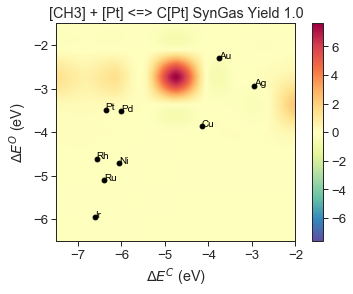 [CH3] + [Pt] <=> C[Pt] SynGas Yield 1.0
−2
−3
−4
−5
−6
ΔE^O (eV)
Au
Ag
Pt
Pd
Cu
Rh
Ni
Ru
Ir
−7
−6
−5
−4
−3
−2
ΔE^C (eV)
6
4
2
0
−2
−4
−6